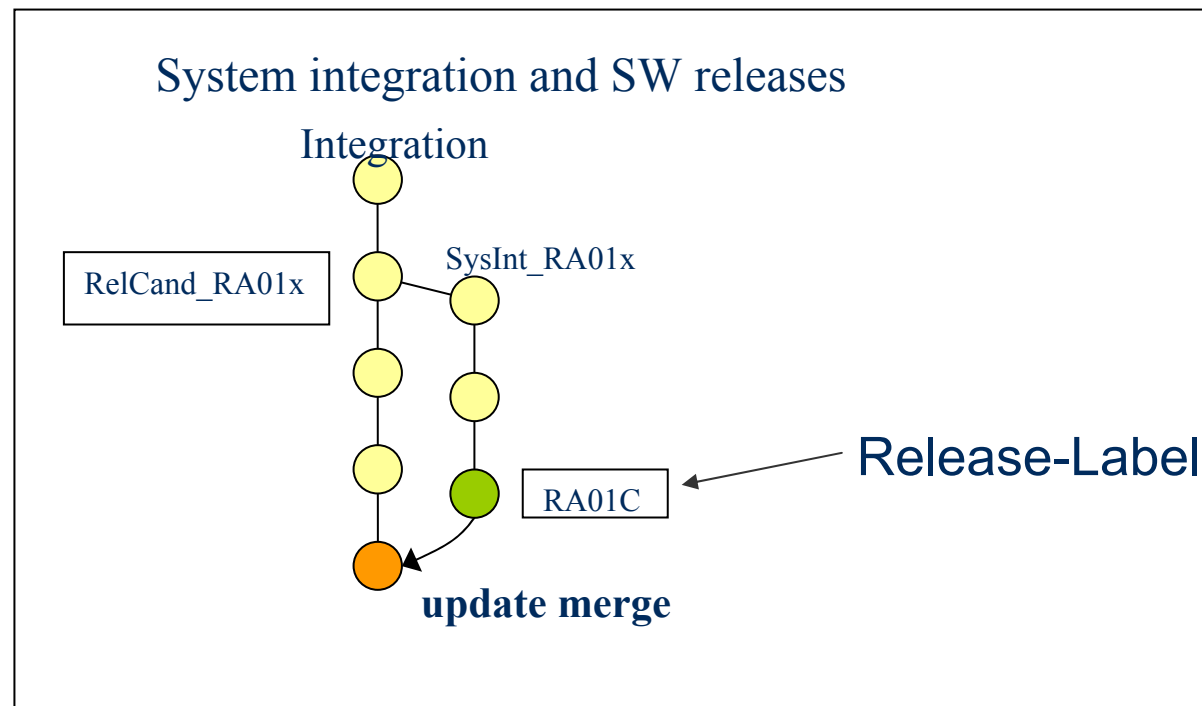 System integration and SW releases
Integration
SysInt_RA01x
RelCand_RA01x
Release-Label
RA01C
update merge